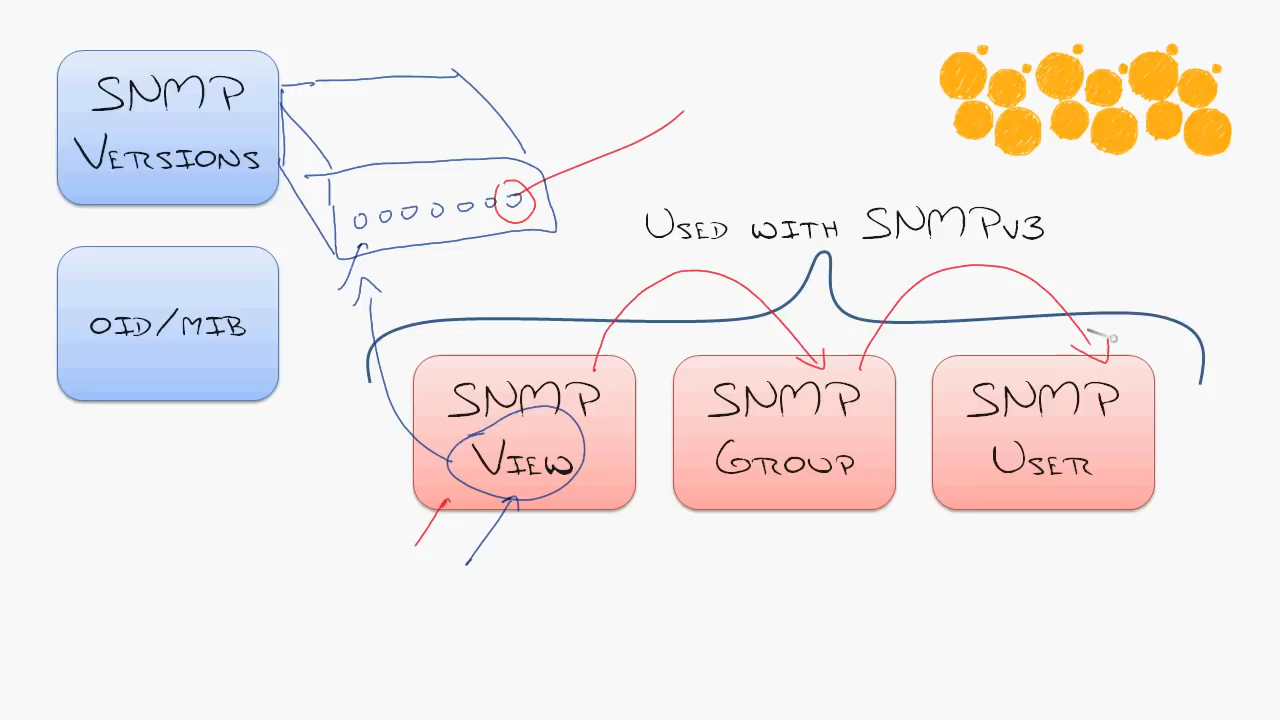 SNMP
VERSIONS
OID/MIB
USED WITH SNMPV3
SNMP
VIEW
SNMP
GROUP
SNMP
USER